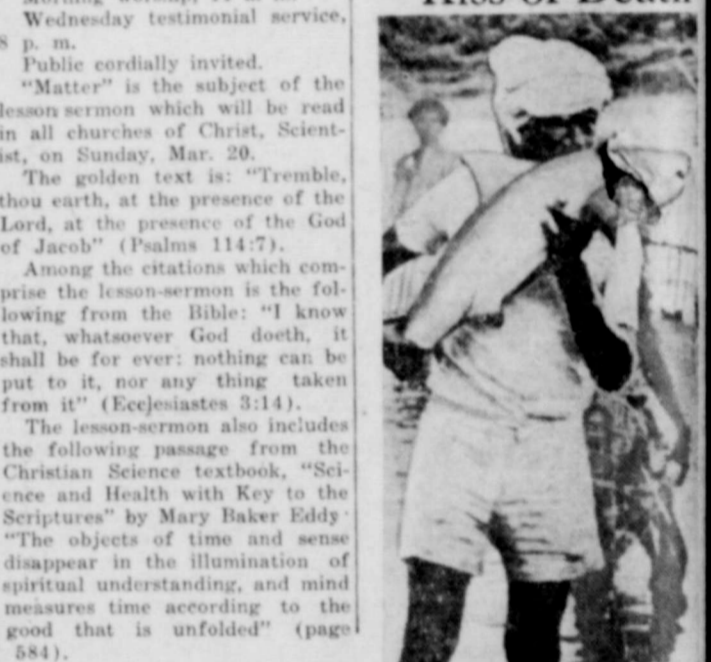 Wednesday testimonial service,
8 p. m.
Public cordially invited.
"Matter" is the subject of the
lesson sermon which will be read
in all churches of Christ, Scient-
ist, on Sunday, Mar. 20.
The golden text is: "Tremble,
thou earth, at the presence of the
Lord, at the presence of the God
of Jacob" (Psalms 114:7).
Among the citations which com-
prise the lesson-sermon is the fol-
lowing from the Bible: "I know
that, whatsoever God doeth, it
shall be for ever: nothing can be
put to it, nor any thing taken
from it" (Ecclesiastes 3:14).
The lesson-sermon also includes
the following passage from the
Christian Science textbook, "Sci-
ence and Health with Key to the
Scriptures" by Mary Baker Eddy
"The objects of time and sense
disappear in the illumination of
spiritual understanding, and mind
measures time according to the
good that is unfolded" (page
584).
of Death